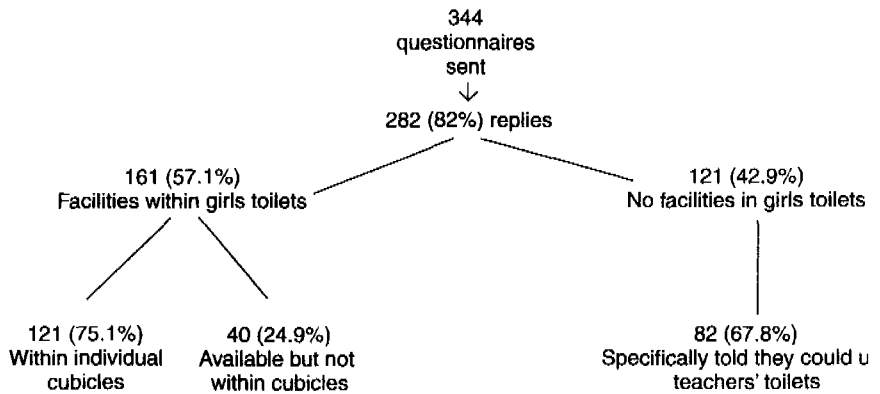 344
questionnaires
sent
282 (82%) replies
161 (57.1%)
Facilities within girls toilets
121 (42.9%)
No facilities in girls toilets
121 (75.1%)
Within individual
cubicles
40 (24.9%)
Available but not
within cubicles
82 (67.8%)
Specifically told they could u
teachers' toilets